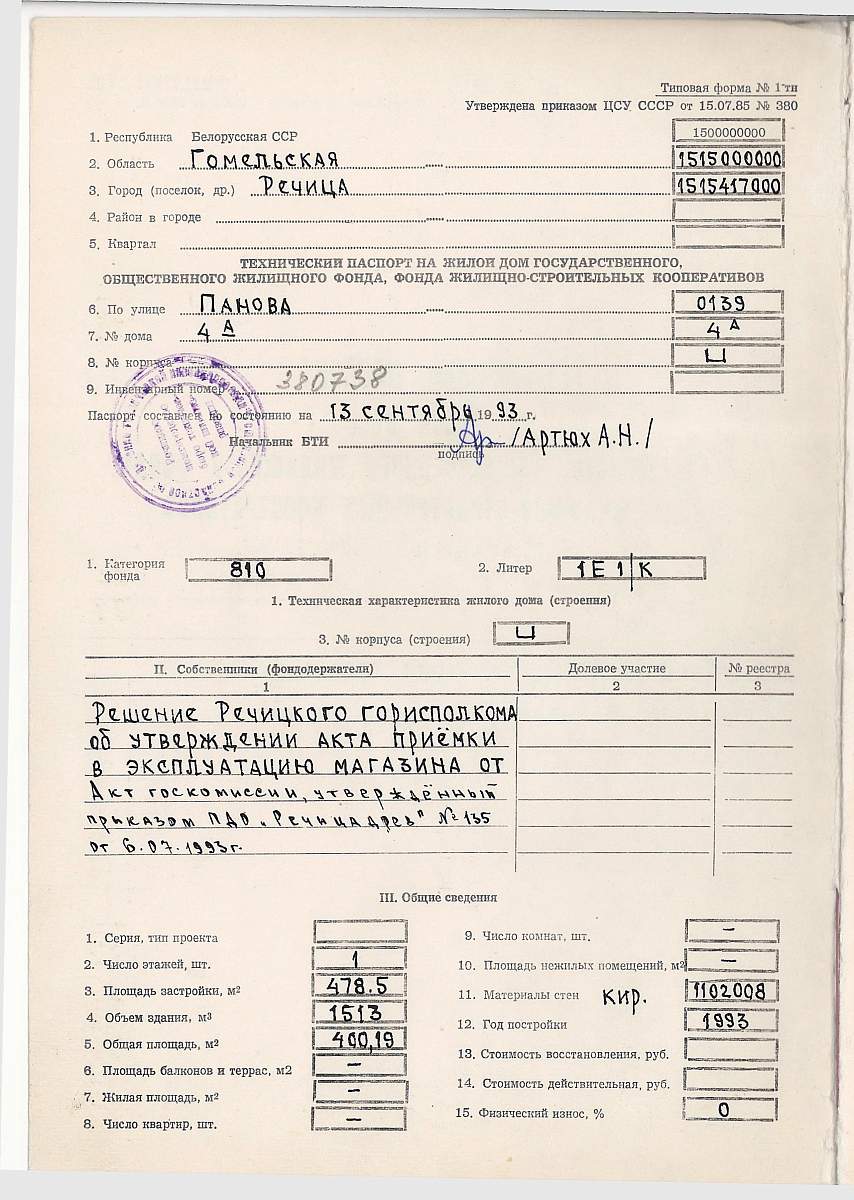 Типовая форма № 1-тн
Утверждена приказом ЦСУ СССР от 15.07.85 № 380
1. Республика Белорусская ССР 1500000000
2. Область Гомельская 1515000000
3. Город (поселок, др.) Речица 1515417000
4. Район в городе
5. Квартал
ТЕХНИЧЕСКИЙ ПАСПОРТ НА ЖИЛОЙ ДОМ ГОСУДАРСТВЕННОГО,
ОБЩЕСТВЕННОГО ЖИЛИЩНОГО ФОНДА, ФОНДА ЖИЛИЩНО-СТРОИТЕЛЬНЫХ КООПЕРАТИВОВ
6. По улице Панова 0139
7. № дома 4 А 4 А
8. № корпуса Ц
9. Инвентарный номер 380738
Паспорт составлен по состоянию на 13 сентября 1993 г.
Начальник БТИ /Артюх А.Н./
подпись
1. Категория фонда 810 2. Литер 1Е1/К
1. Техническая характеристика жилого дома (строения)
3. № корпуса (строения) Ц
II. Собственники (фондодержатели) Долевое участие № реестра
1 2 3
Решение Речицкого горисполкома
об утверждении акта приёмки
в эксплуатацию магазина от
Акт госкомиссии, утверждённый
приказом ПДО „Речицадрев" № 135
от 6.07.1993г.
III. Общие сведения
1. Серия, тип проекта
2. Число этажей, шт. 1
3. Площадь застройки, м2 478.5
4. Объем здания, м3 1513
5. Общая площадь, м2 400,19
6. Площадь балконов и террас, м2 —
7. Жилая площадь, м2 —
8. Число квартир, шт. —
9. Число комнат, шт. —
10. Площадь нежилых помещений, м2 —
11. Материалы стен кир. 1102008
12. Год постройки 1993
13. Стоимость восстановления, руб.
14. Стоимость действительная, руб.
15. Физический износ, % 0